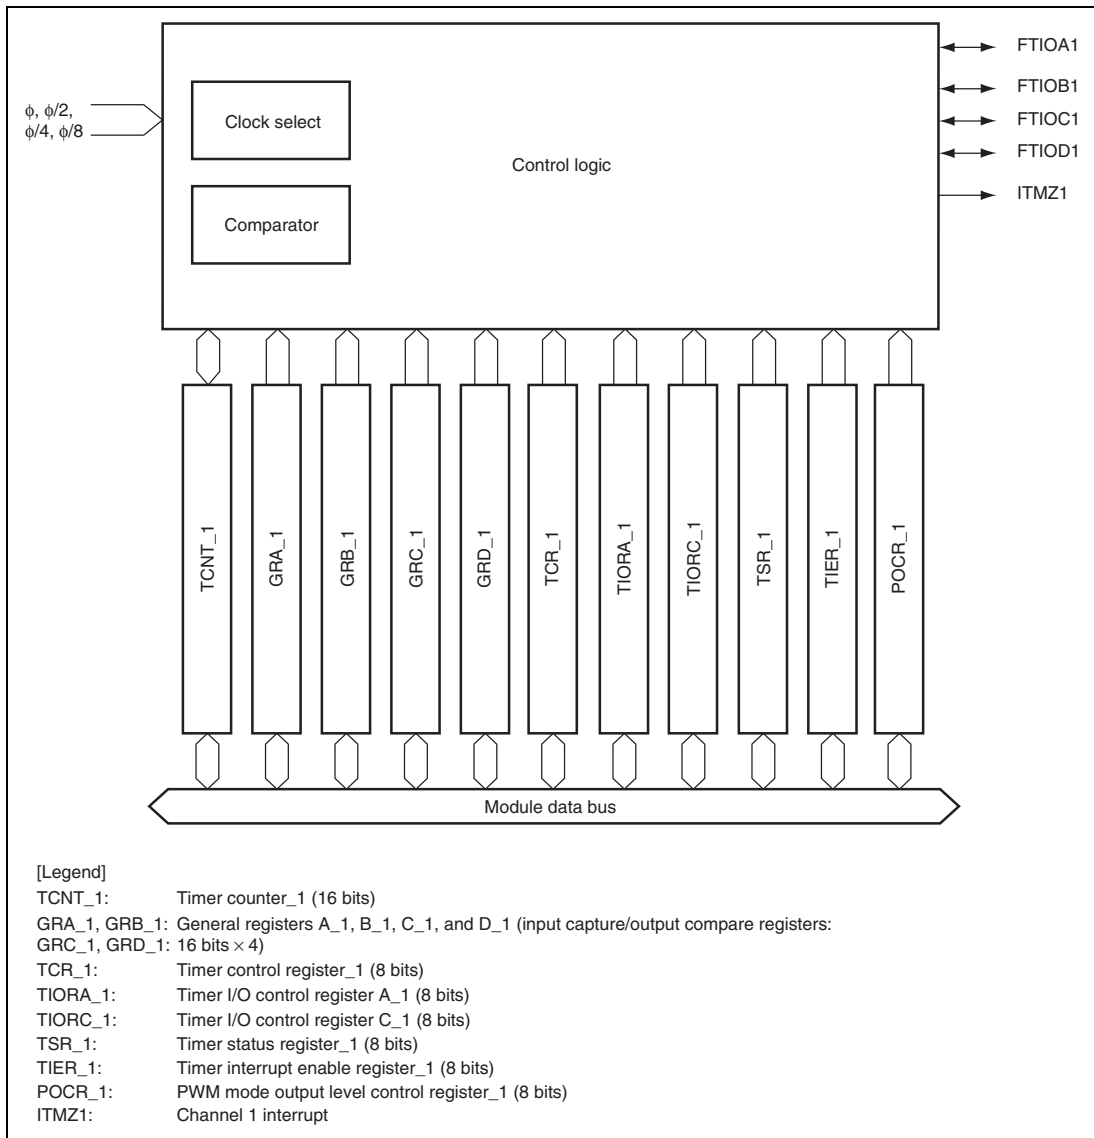 FTIOA1
FTIOB1
FTIOC1
FTIOD1
ITMZ1
ϕ, ϕ/2,
ϕ/4, ϕ/8
Clock select
Control logic
Comparator
TCNT_1
GRA_1
GRB_1
GRC_1
GRD_1
TCR_1
TIORA_1
TIORC_1
TSR_1
TIER_1
POCR_1
Module data bus
[Legend]
TCNT_1: Timer counter_1 (16 bits)
GRA_1, GRB_1: General registers A_1, B_1, C_1, and D_1 (input capture/output compare registers:
GRC_1, GRD_1: 16 bits × 4)
TCR_1: Timer control register_1 (8 bits)
TIORA_1: Timer I/O control register A_1 (8 bits)
TIORC_1: Timer I/O control register C_1 (8 bits)
TSR_1: Timer status register_1 (8 bits)
TIER_1: Timer interrupt enable register_1 (8 bits)
POCR_1: PWM mode output level control register_1 (8 bits)
ITMZ1: Channel 1 interrupt